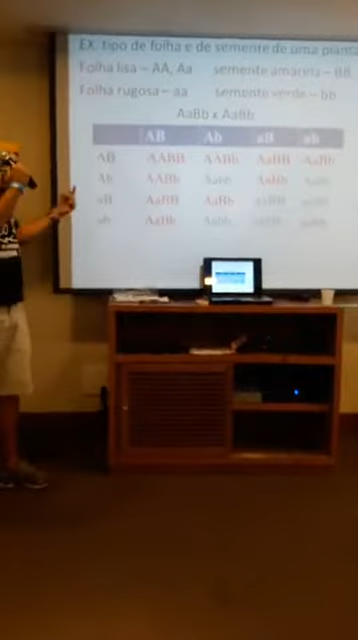 EX. tipo de folha e de semente de uma planta
Folha lisa – AA, Aa semente amarela – BB,
Folha rugosa – aa semente verde – bb
AaBb x AaBb
AB Ab aB ab
AB AABB AABb AaBB AaBb
Ab AABb AaBb
aB AaBB AaBb
ab AaBb